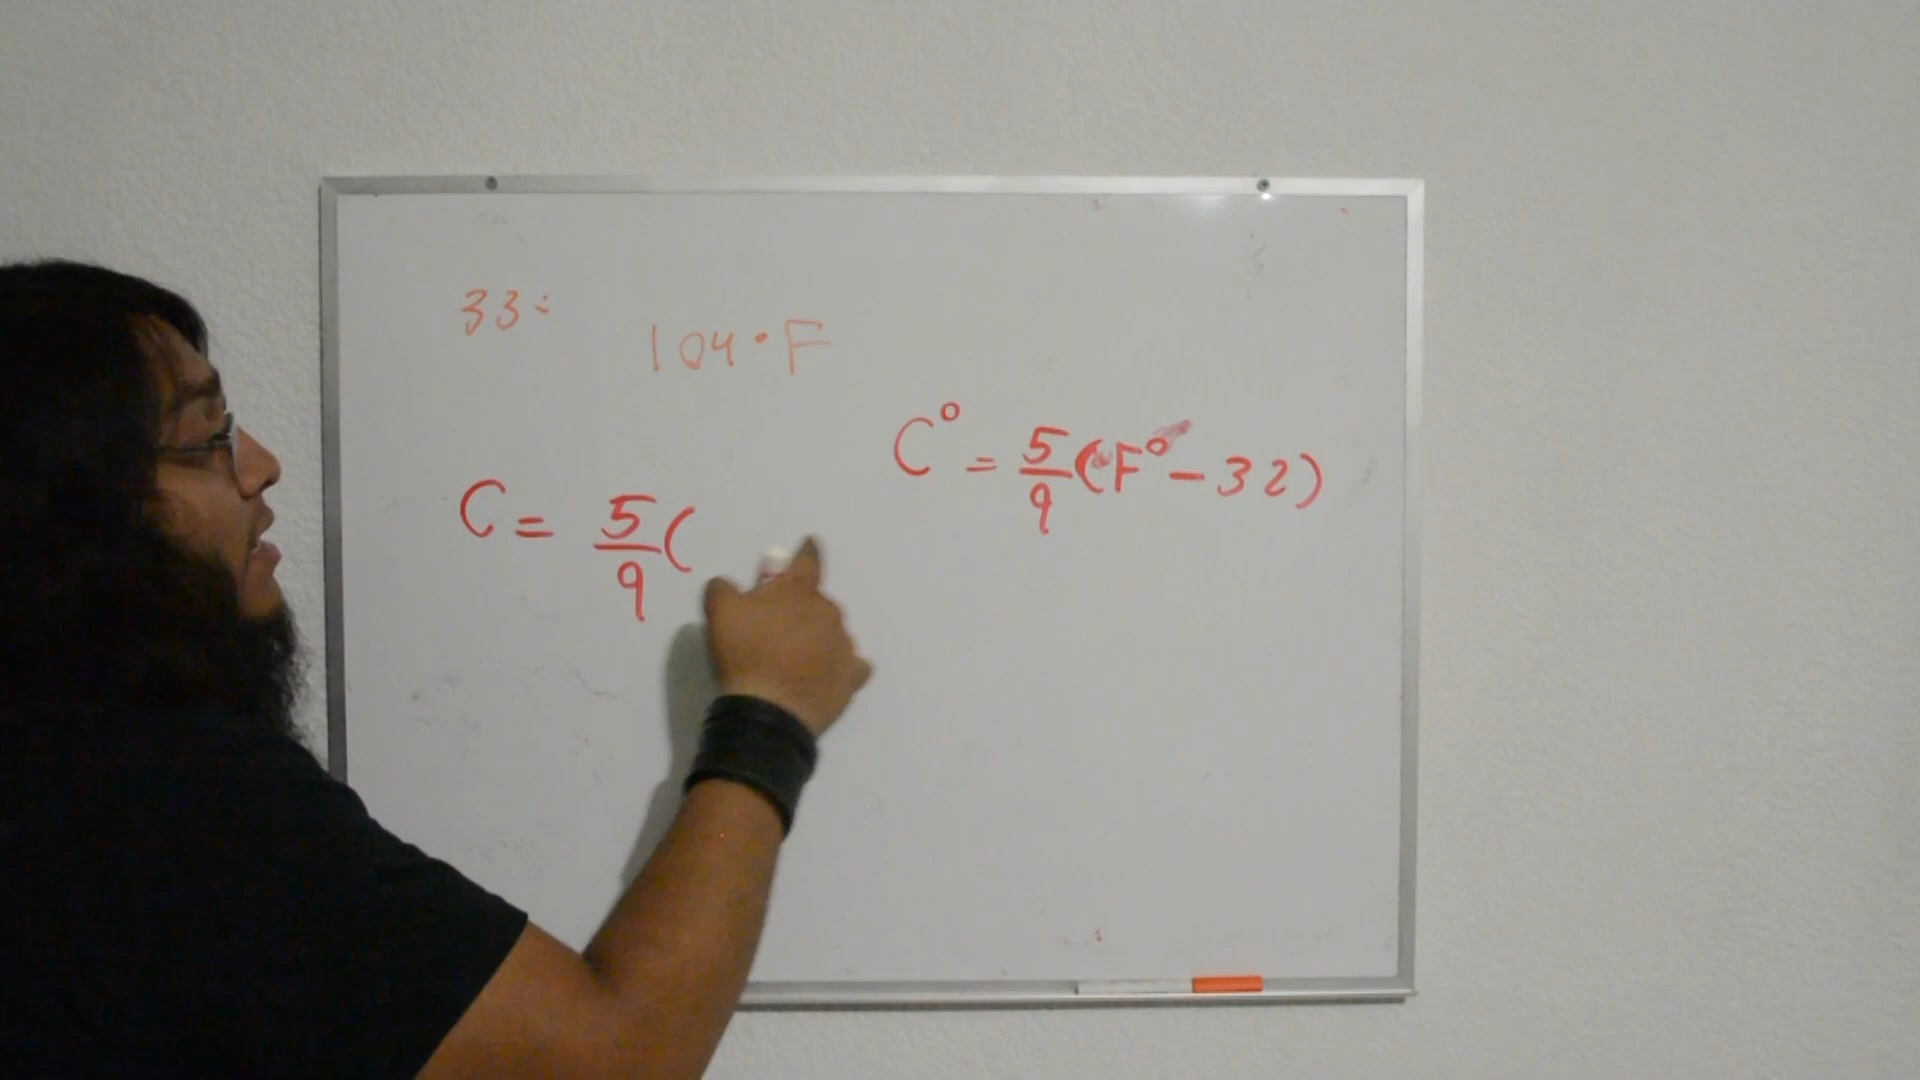 33:
104°F
C° = 5/9(F° - 32)
C = 5/9(